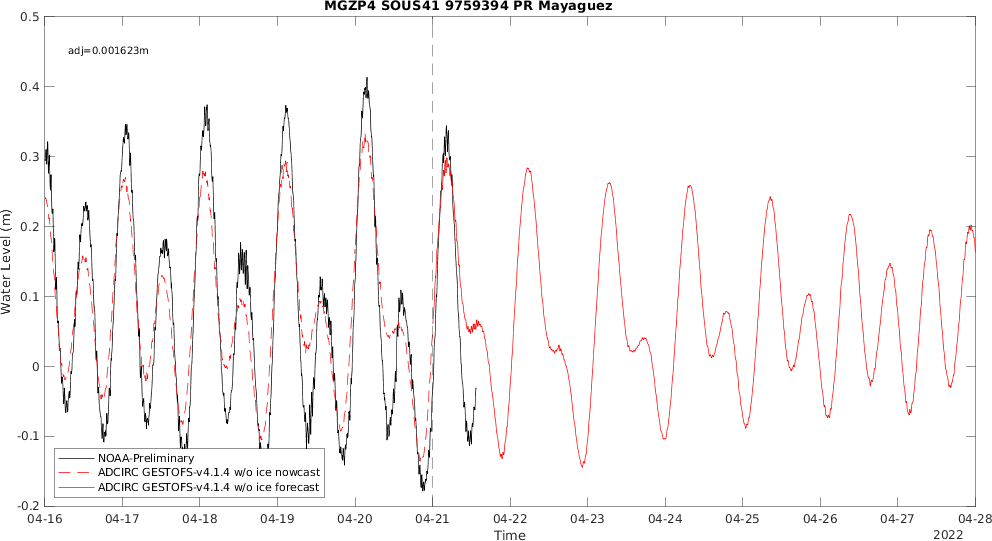 MGZP4 SOUS41 9759394 PR Mayaguez
adj=0.001623m
0.5
0.4
0.3
0.2
0.1
0
-0.1
-0.2
Water Level (m)
NOAA-Preliminary
ADCIRC GESTOFS-v4.1.4 w/o ice nowcast
ADCIRC GESTOFS-v4.1.4 w/o ice forecast
04-16 04-17 04-18 04-19 04-20 04-21 04-22 04-23 04-24 04-25 04-26 04-27 04-28
Time
2022